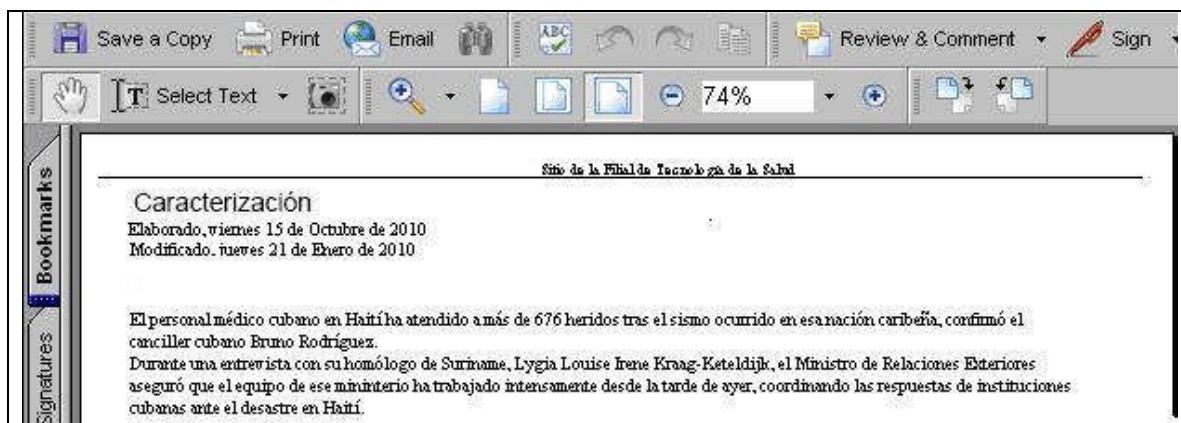 Save a Copy Print Email Review & Comment Sign
Select Text 74%
Bookmarks
Signatures
Sitio de la Filial de Tecnología de la Salud
Caracterización
Elaborado, viernes 15 de Octubre de 2010
Modificado, jueves 21 de Enero de 2010
El personal médico cubano en Haití ha atendido a más de 676 heridos tras el sismo ocurrido en esa nación caribeña, confirmó el
canciller cubano Bruno Rodríguez.
Durante una entrevista con su homólogo de Suriname, Lygia Louise Irene Kraag-Keteldijk, el Ministro de Relaciones Exteriores
aseguró que el equipo de ese mininterio ha trabajado intensamente desde la tarde de ayer, coordinando las respuestas de instituciones
cubanas ante el desastre en Haití.